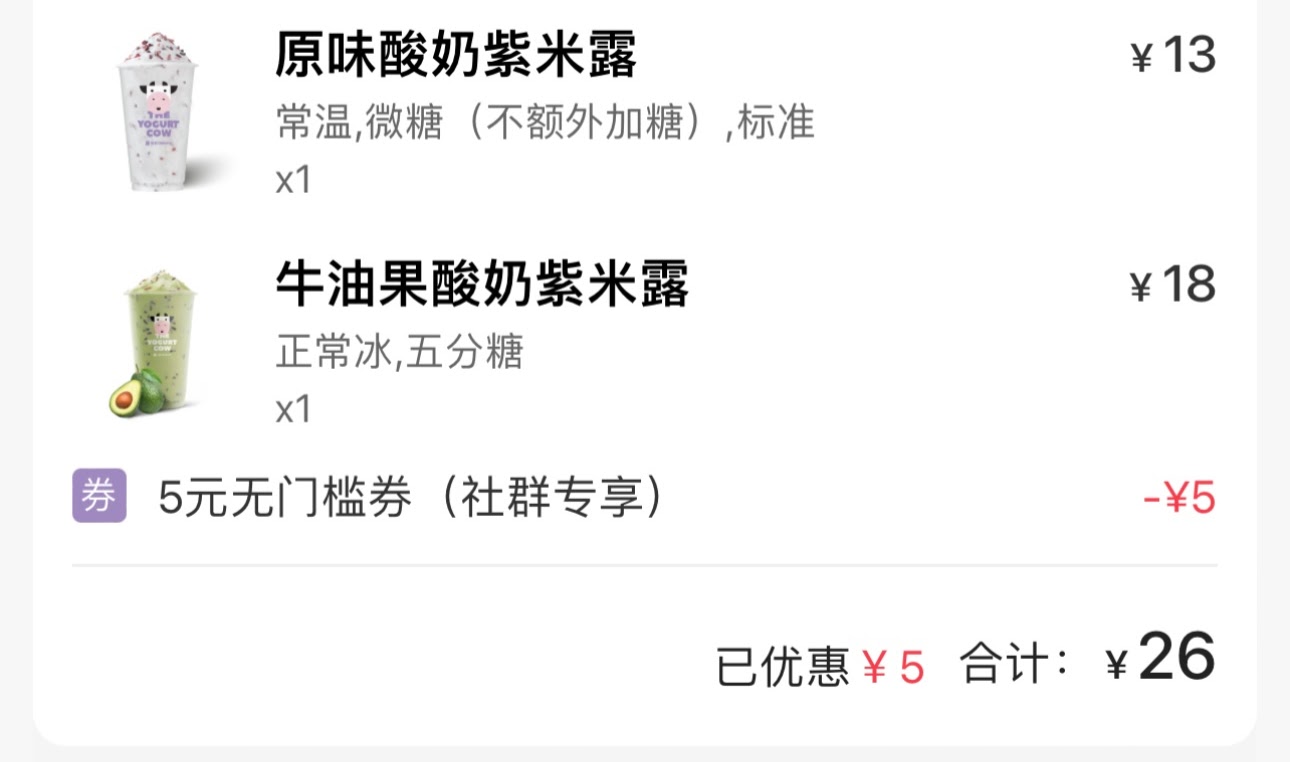 原味酸奶紫米露
¥13
常温,微糖（不额外加糖）,标准
x1
THE
YOGURT
COW
牛油果酸奶紫米露
¥18
正常冰,五分糖
x1
THE
YOGURT
COW
券 5元无门槛券（社群专享）
-¥5
已优惠¥5 合计：¥26